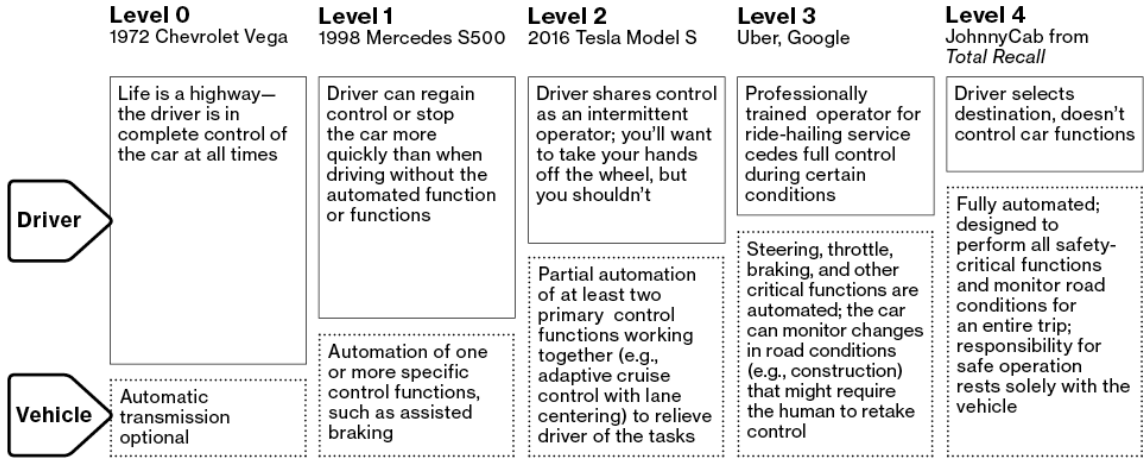 Level 0
1972 Chevrolet Vega
Level 1
1998 Mercedes S500
Level 2
2016 Tesla Model S
Level 3
Uber, Google
Level 4
JohnnyCab from
Total Recall
Driver
Life is a highway—
the driver is in
complete control of
the car at all times
Driver can regain
control or stop
the car more
quickly than when
driving without the
automated function
or functions
Driver shares control
as an intermittent
operator; you’ll want
to take your hands
off the wheel, but
you shouldn’t
Professionally
trained operator for
ride-hailing service
cedes full control
during certain
conditions
Driver selects
destination, doesn’t
control car functions
Vehicle
Automatic
transmission
optional
Automation of one
or more specific
control functions,
such as assisted
braking
Partial automation
of at least two
primary control
functions working
together (e.g.,
adaptive cruise
control with lane
centering) to relieve
driver of the tasks
Steering, throttle,
braking, and other
critical functions are
automated; the car
can monitor changes
in road conditions
(e.g., construction)
that might require
the human to retake
control
Fully automated;
designed to
perform all safety-
critical functions
and monitor road
conditions for
an entire trip;
responsibility for
safe operation
rests solely with the
vehicle